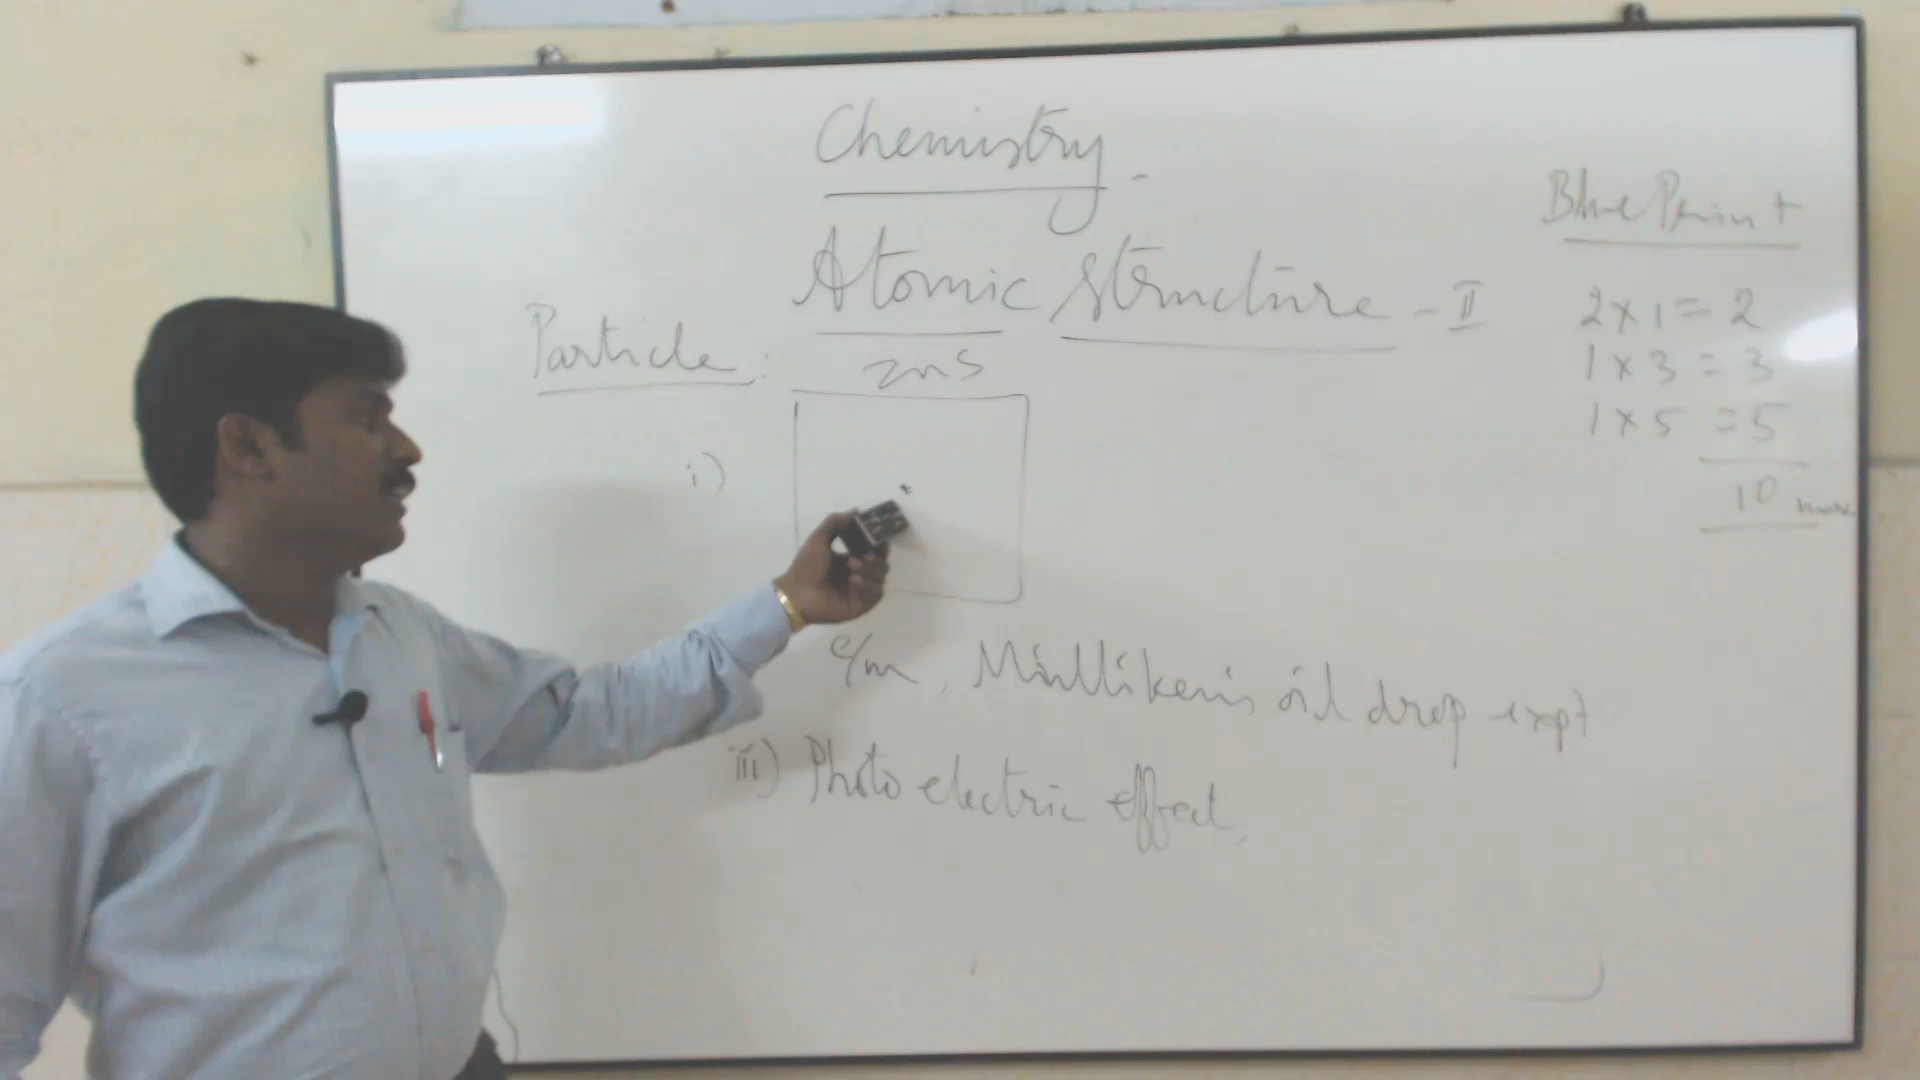 Chemistry
Atomic Structure - II
Particle :
ZnS
i)
e/m, Milliken's oil drop expt
iii) Photo electric effect,
Blue Print
2 x 1 = 2
1 x 3 = 3
1 x 5 = 5
10